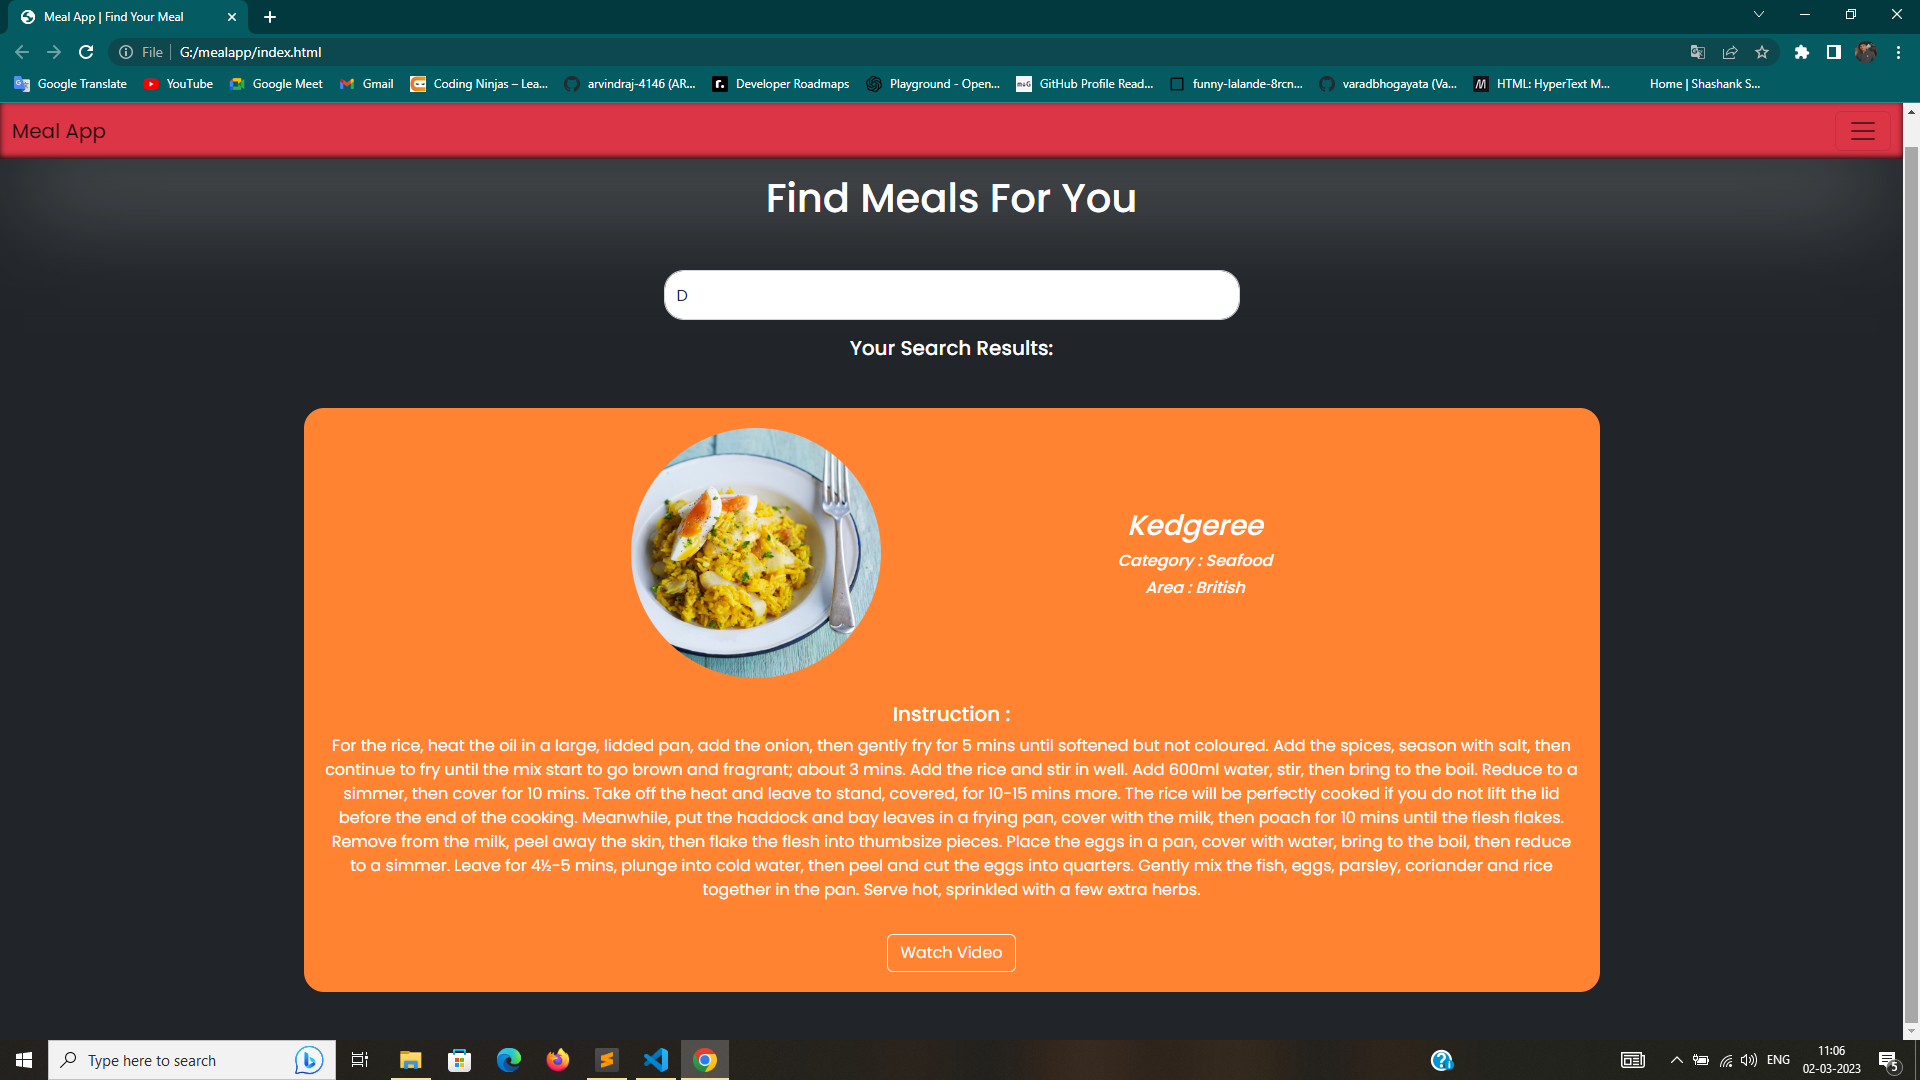 Meal App | Find Your Meal
File
G:/mealapp/index.html
Google Translate
YouTube
Google Meet
Gmail
Coding Ninjas – Lea...
arvindraj-4146 (AR...
Developer Roadmaps
Playground - Open...
GitHub Profile Read...
funny-lalande-8rcn...
varadbhogayata (Va...
HTML: HyperText M...
Home | Shashank S...
Meal App
Find Meals For You
D
Your Search Results:
Kedgeree
Category : Seafood
Area : British
Instruction :
For the rice, heat the oil in a large, lidded pan, add the onion, then gently fry for 5 mins until softened but not coloured. Add the spices, season with salt, then
continue to fry until the mix start to go brown and fragrant; about 3 mins. Add the rice and stir in well. Add 600ml water, stir, then bring to the boil. Reduce to a
simmer, then cover for 10 mins. Take off the heat and leave to stand, covered, for 10-15 mins more. The rice will be perfectly cooked if you do not lift the lid
before the end of the cooking. Meanwhile, put the haddock and bay leaves in a frying pan, cover with the milk, then poach for 10 mins until the flesh flakes.
Remove from the milk, peel away the skin, then flake the flesh into thumbsize pieces. Place the eggs in a pan, cover with water, bring to the boil, then reduce
to a simmer. Leave for 4½-5 mins, plunge into cold water, then peel and cut the eggs into quarters. Gently mix the fish, eggs, parsley, coriander and rice
together in the pan. Serve hot, sprinkled with a few extra herbs.
Watch Video
Type here to search
ENG
11:06
02-03-2023
5